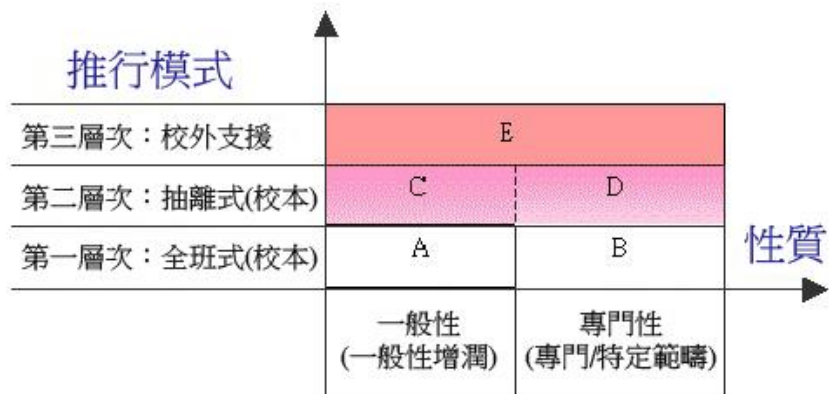 推行模式
第三層次：校外支援
E
第二層次：抽離式(校本)
C
D
第一層次：全班式(校本)
A
B
性質
一般性
(一般性增潤)
專門性
(專門/特定範疇)